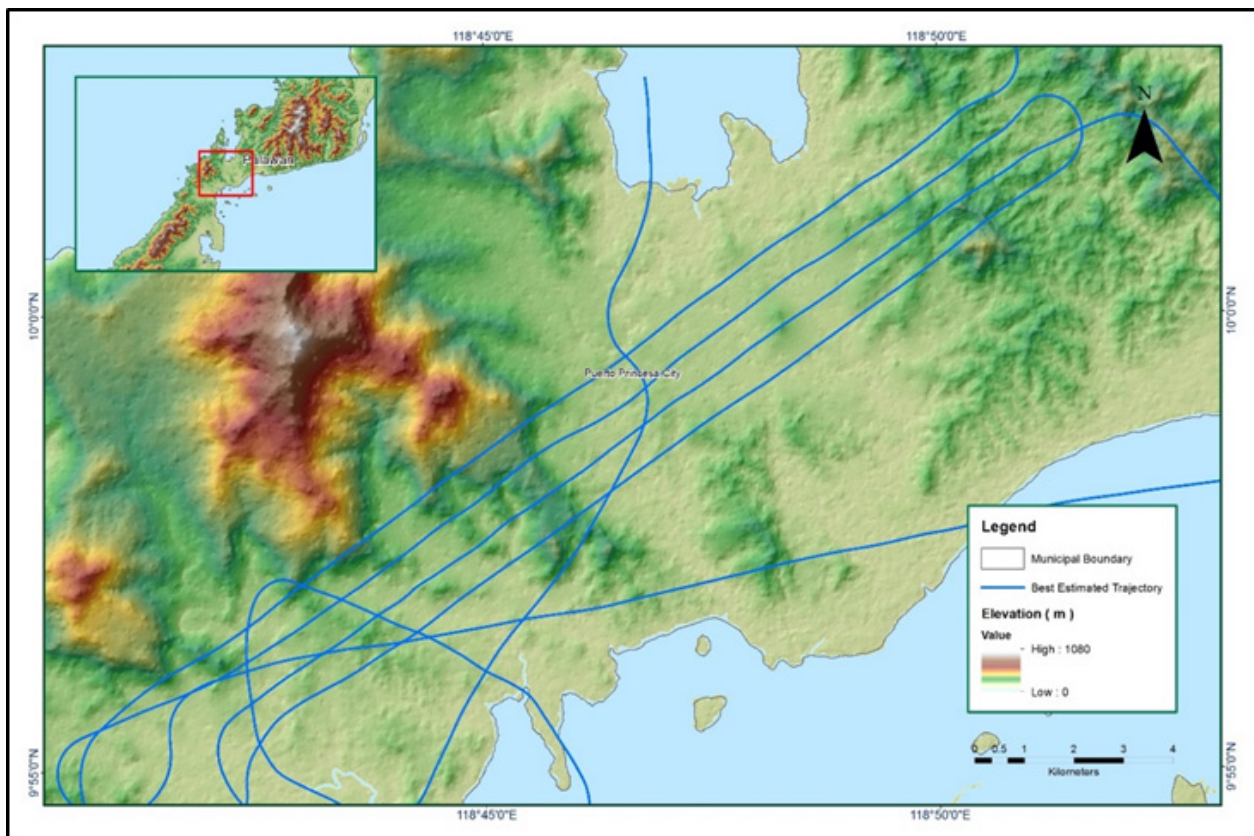 118°45'0"E
118°50'0"E
N
Palawan
10°0'0"N
10°0'0"N
Puerto Princesa City
Legend
Municipal Boundary
Best Estimated Trajectory
Elevation ( m )
Value
High : 1080
Low : 0
9°55'0"N
9°55'0"N
0 0.5 1 2 3 4
Kilometers
118°45'0"E
118°50'0"E